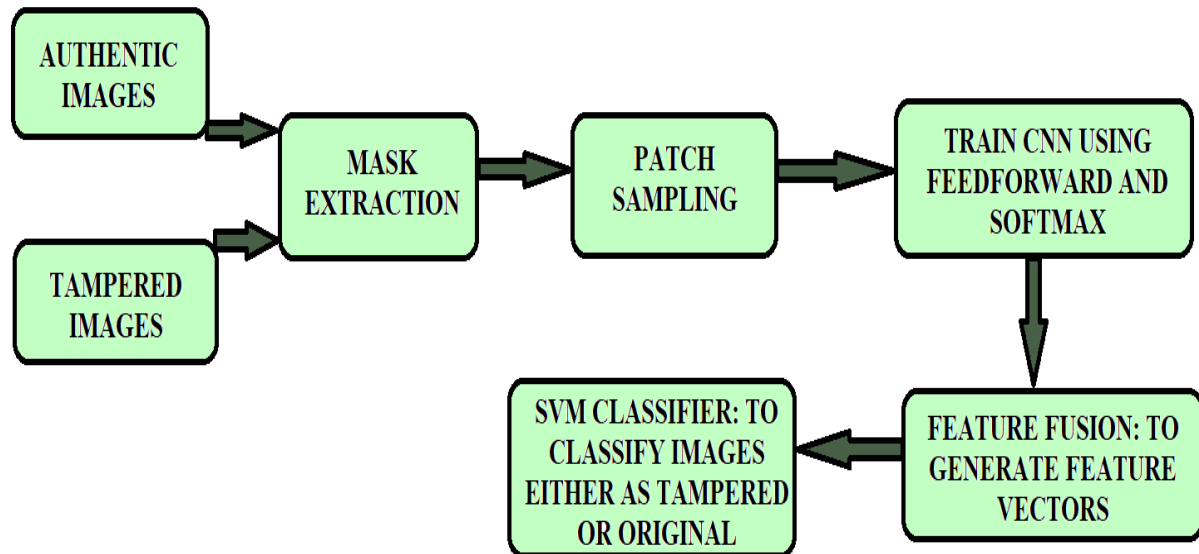 AUTHENTIC
IMAGES
TAMPERED
IMAGES
MASK
EXTRACTION
PATCH
SAMPLING
TRAIN CNN USING
FEEDFORWARD AND
SOFTMAX
FEATURE FUSION: TO
GENERATE FEATURE
VECTORS
SVM CLASSIFIER: TO
CLASSIFY IMAGES
EITHER AS TAMPERED
OR ORIGINAL